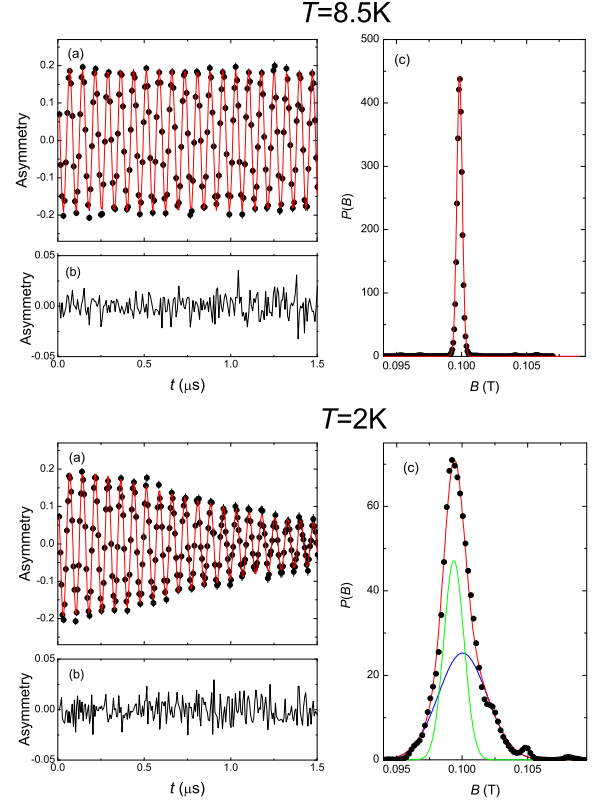 T=8.5K
(a)
0.2
0.1
0.0
-0.1
-0.2
Asymmetry
(b)
0.05
0.00
-0.05
Asymmetry
0.0 0.5 1.0 1.5
t (μs)
(c)
500
400
300
200
100
0
P(B)
0.095 0.100 0.105
B (T)
T=2K
(a)
0.2
0.1
0.0
-0.1
-0.2
Asymmetry
(b)
0.05
0.00
-0.05
Asymmetry
0.0 0.5 1.0 1.5
t (μs)
(c)
60
40
20
0
P(B)
0.095 0.100 0.105
B (T)